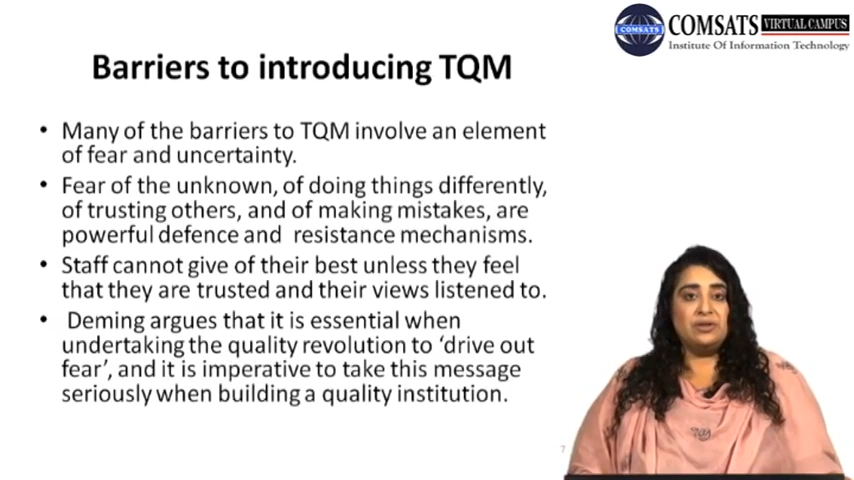 COMSATS
COMSATS VIRTUAL CAMPUS
Institute Of Information Technology
Barriers to introducing TQM
• Many of the barriers to TQM involve an element
of fear and uncertainty.
• Fear of the unknown, of doing things differently,
of trusting others, and of making mistakes, are
powerful defence and resistance mechanisms.
• Staff cannot give of their best unless they feel
that they are trusted and their views listened to.
• Deming argues that it is essential when
undertaking the quality revolution to ‘drive out
fear’, and it is imperative to take this message
seriously when building a quality institution.
7